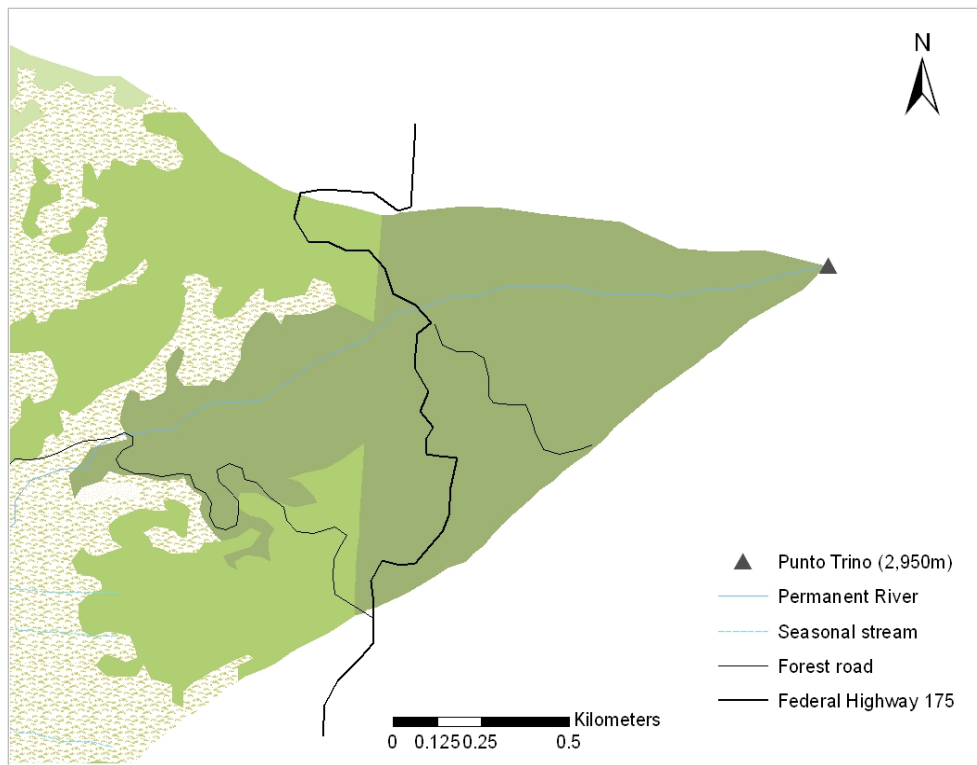 N
Punto Trino (2,950m)
Permanent River
Seasonal stream
Forest road
Federal Highway 175
Kilometers
0 0.125 0.25 0.5